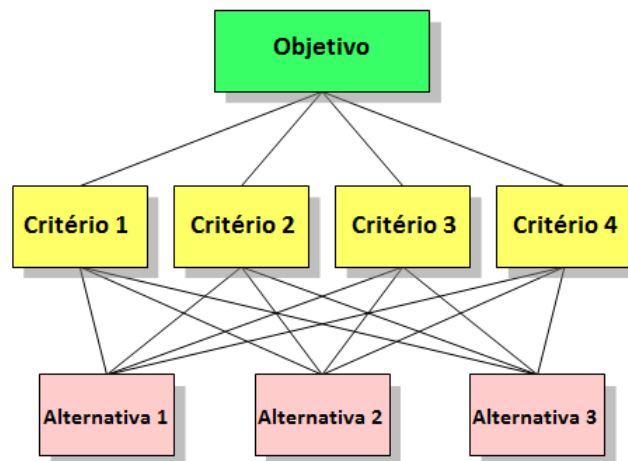 Objetivo
Critério 1
Critério 2
Critério 3
Critério 4
Alternativa 1
Alternativa 2
Alternativa 3